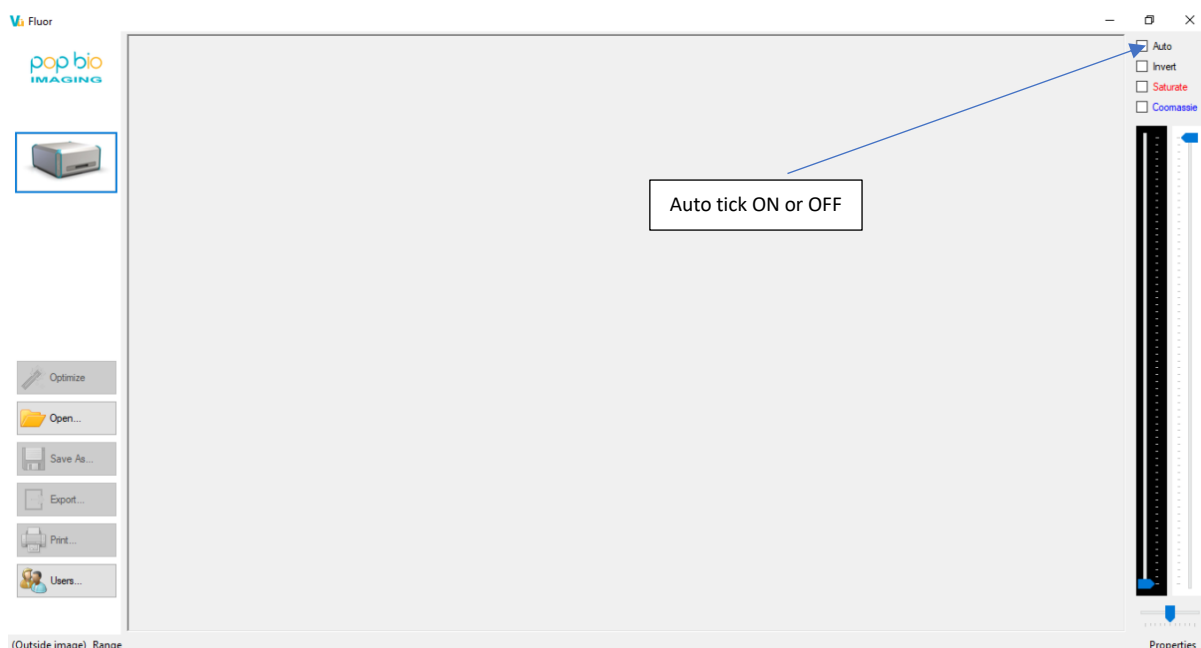 Fluor
pop bio
IMAGING
Auto
Invert
Saturate
Coomassie
Auto tick ON or OFF
Optimize
Open...
Save As...
Export...
Print...
Users...
(Outside image) Range
Properties